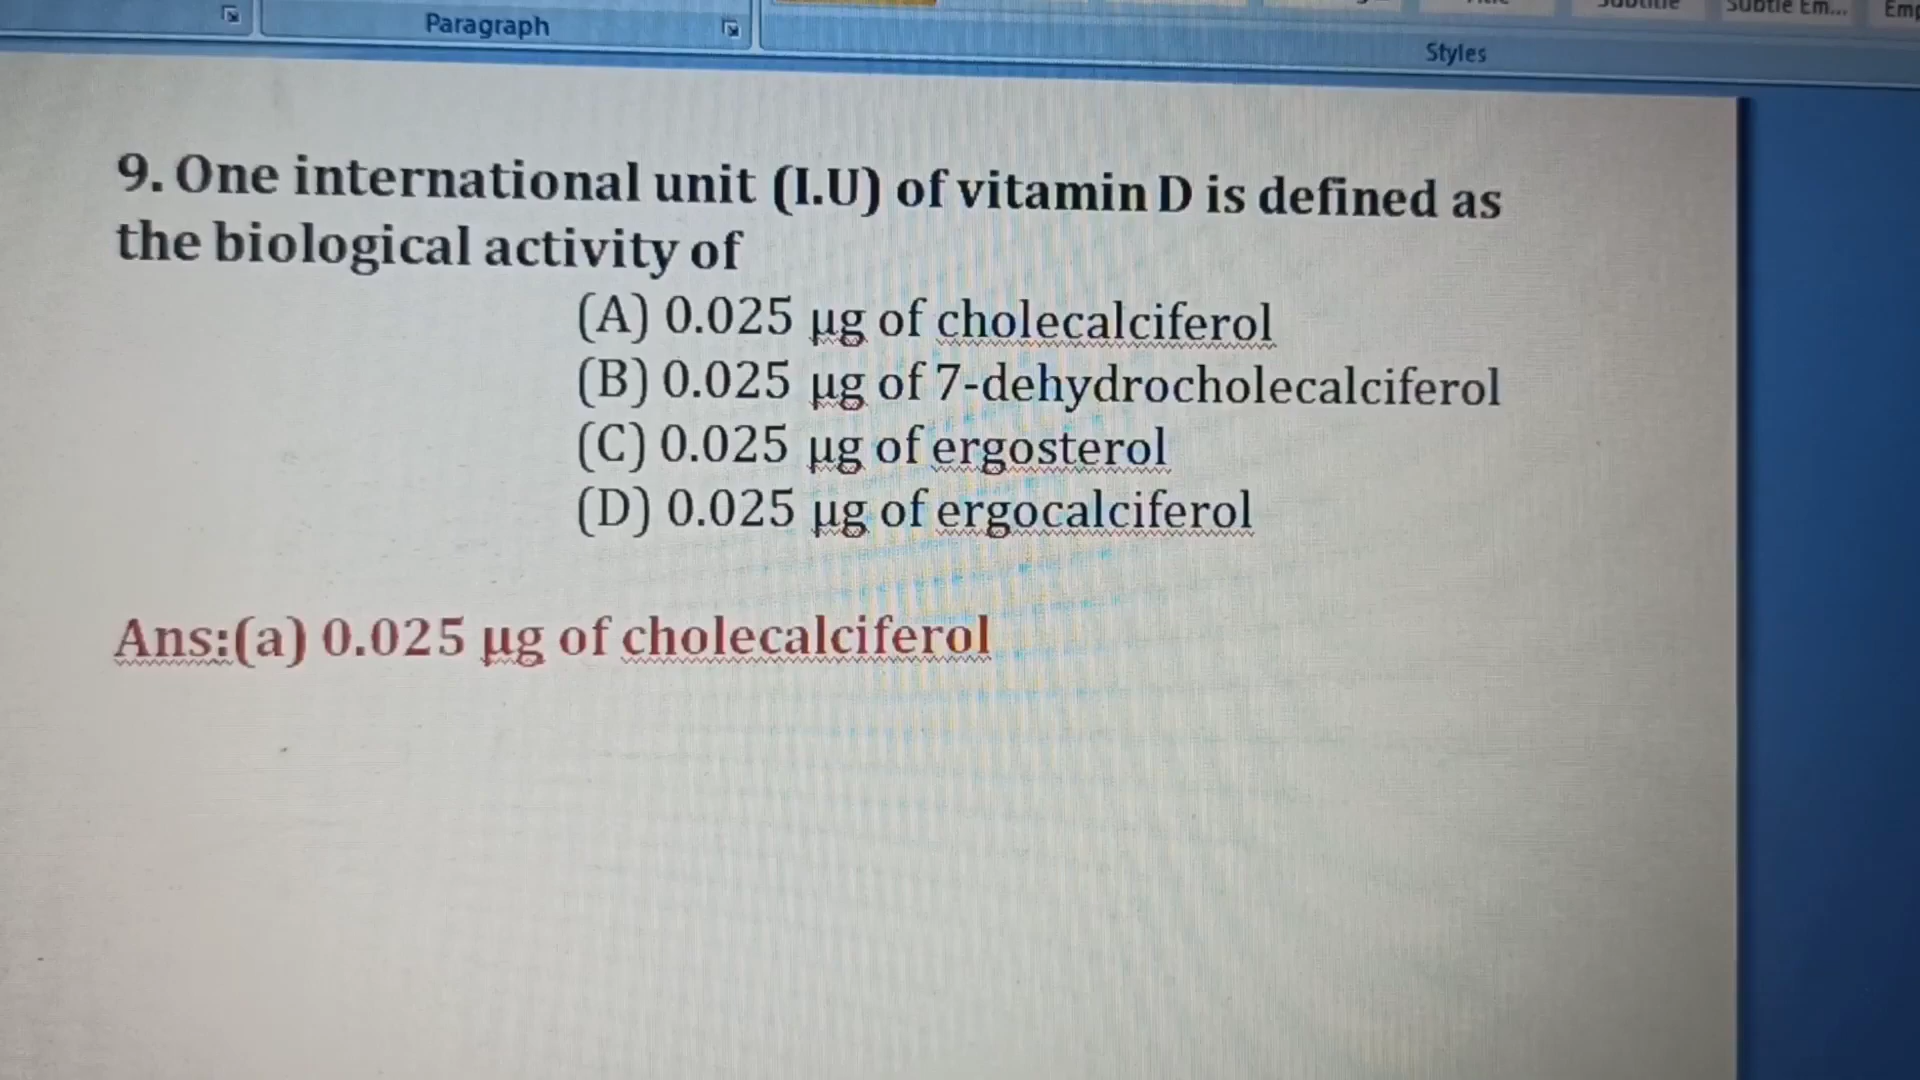 Paragraph
Styles
9. One international unit (I.U) of vitamin D is defined as
the biological activity of
(A) 0.025 µg of cholecalciferol
(B) 0.025 µg of 7-dehydrocholecalciferol
(C) 0.025 µg of ergosterol
(D) 0.025 µg of ergocalciferol
Ans:(a) 0.025 µg of cholecalciferol